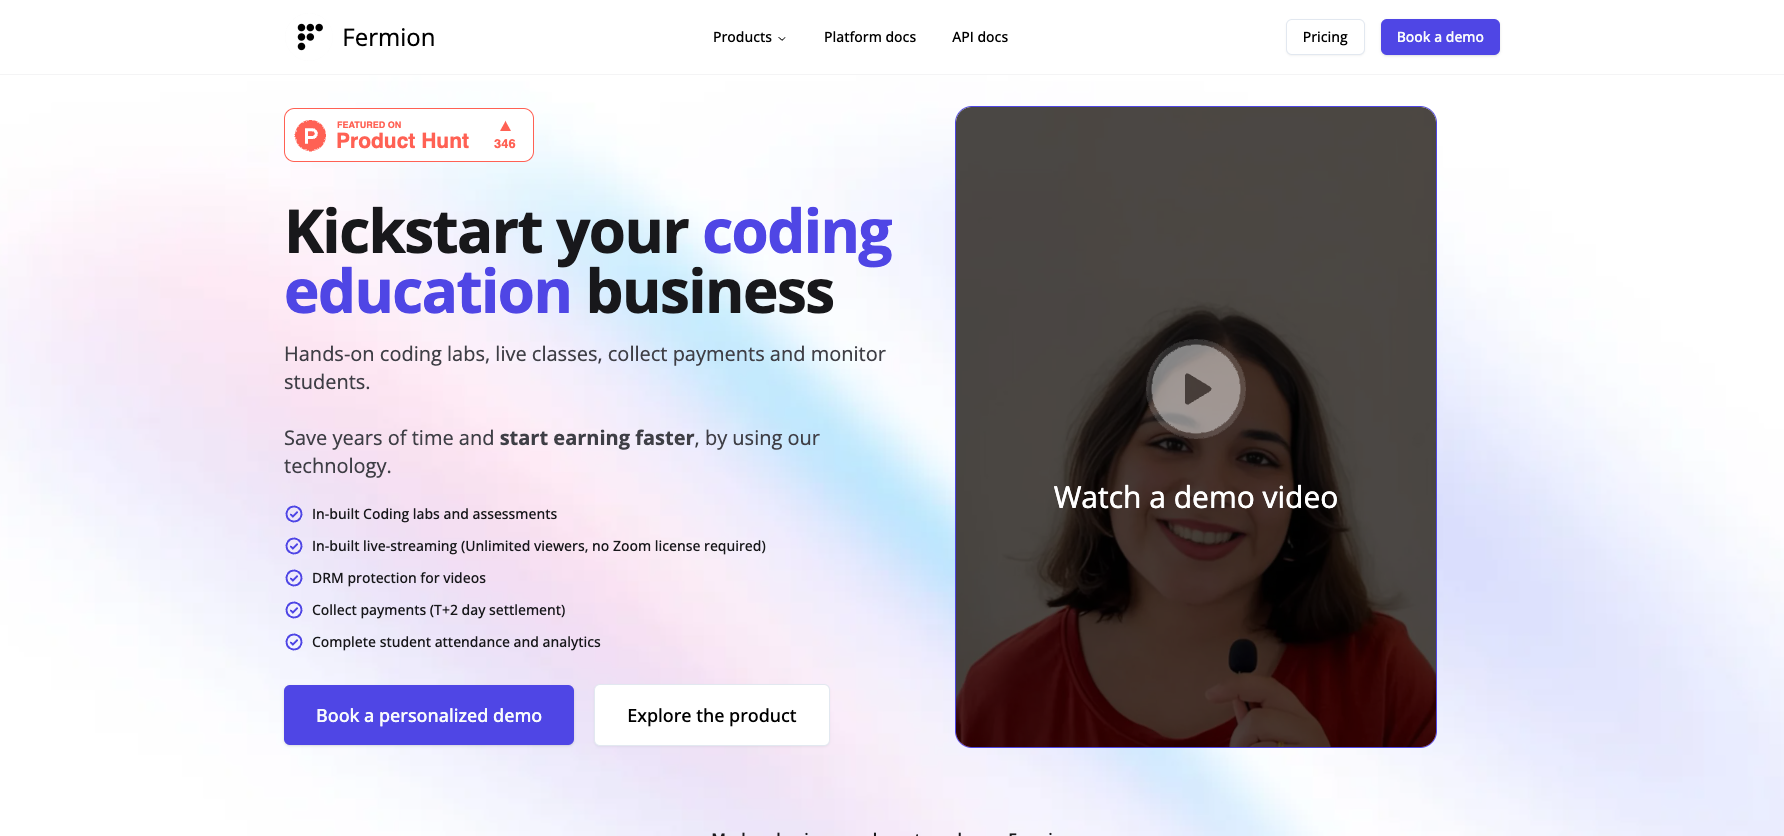 Fermion
Products
Platform docs
API docs
Pricing
Book a demo
FEATURED ON
Product Hunt
346
Kickstart your coding
education business
Hands-on coding labs, live classes, collect payments and monitor
students.
Save years of time and start earning faster, by using our
technology.
In-built Coding labs and assessments
In-built live-streaming (Unlimited viewers, no Zoom license required)
DRM protection for videos
Collect payments (T+2 day settlement)
Complete student attendance and analytics
Book a personalized demo
Explore the product
Watch a demo video